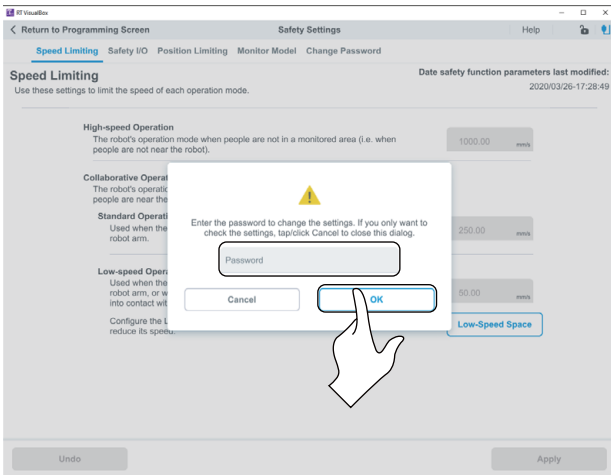 RT VisualBox
Return to Programming Screen
Safety Settings
Help
Speed Limiting Safety I/O Position Limiting Monitor Model Change Password
Speed Limiting
Date safety function parameters last modified:
Use these settings to limit the speed of each operation mode.
2020/03/26-17:28:49
High-speed Operation
The robot's operation mode when people are not in a monitored area (i.e. when
people are not near the robot).
1000.00 mm/s
Collaborative Operat
The robot's operatio
people are near the
Standard Operati
Used when the
robot arm.
250.00 mm/s
Enter the password to change the settings. If you only want to
check the settings, tap/click Cancel to close this dialog.
Password
Cancel OK
Low-speed Opera
Used when the
robot arm, or w
into contact wit
50.00 mm/s
Configure the L
reduce its speed.
Low-Speed Space
Undo Apply